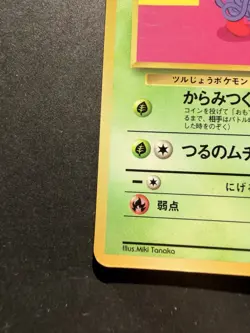 ツルじょうポケモン
からみつく
コインを投げて「おも
るまで、相手はバトル
した時をのぞく）
つるのムチ
にげ
弱点
Illus.Miki Tanaka